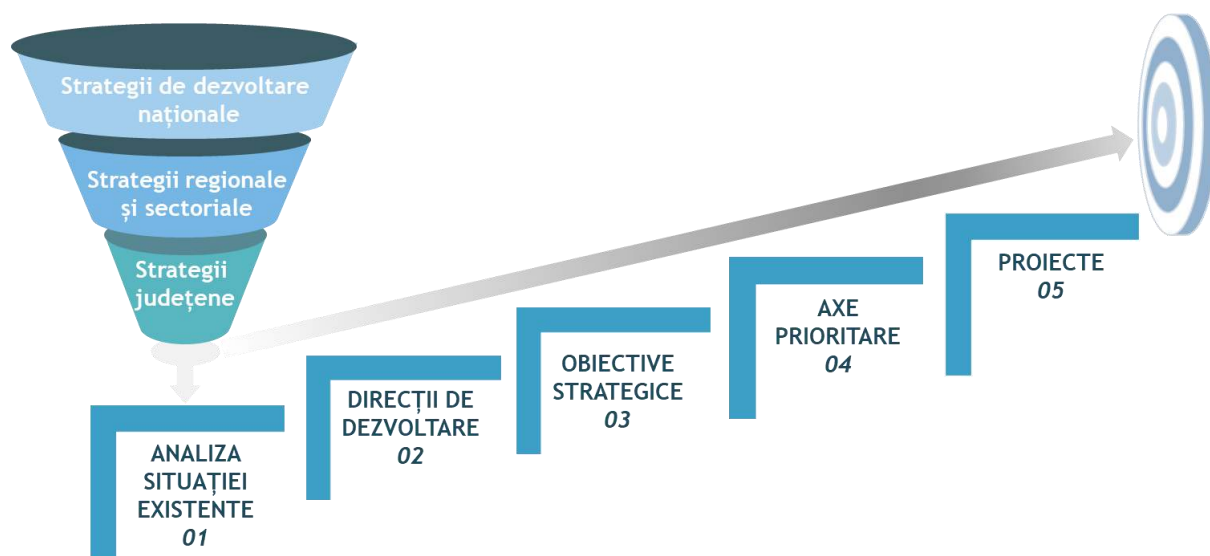 Strategii de dezvoltare
naționale
Strategii regionale
și sectoriale
Strategii
județene
ANALIZA
SITUAȚIEI
EXISTENTE
01
DIRECȚII DE
DEZVOLTARE
02
OBIECTIVE
STRATEGICE
03
AXE
PRIORITARE
04
PROIECTE
05